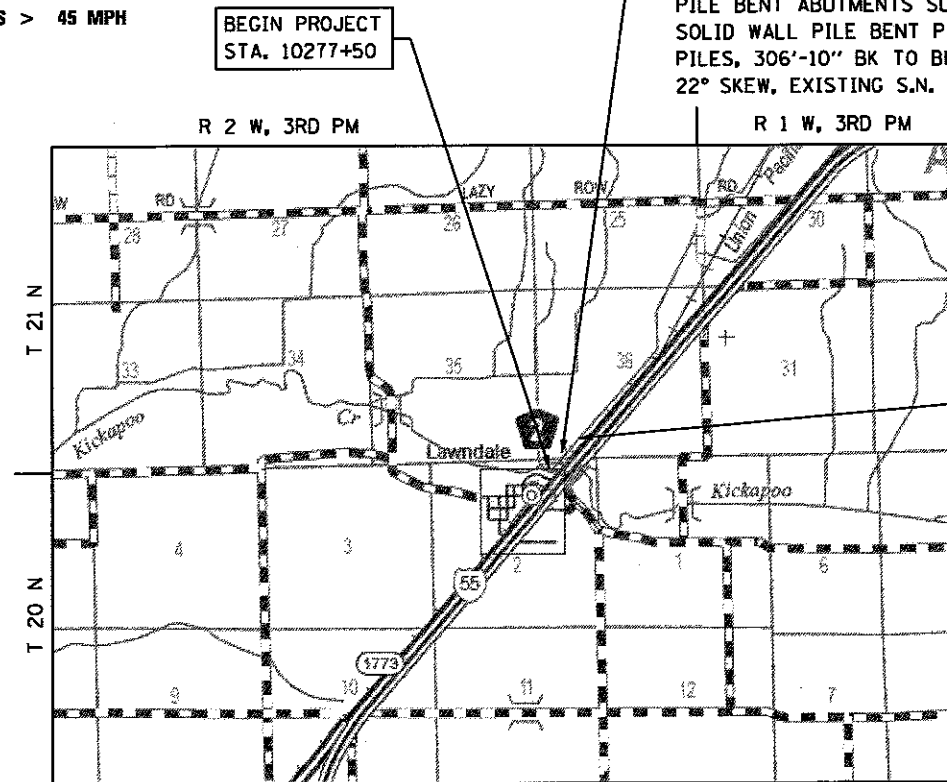 S > 45 MPH
BEGIN PROJECT
STA. 10277+50
PILE BENT ABUTMENTS
SOLID WALL PILE BENT P
PILES, 306'-10" BK TO B
22° SKEW, EXISTING S.N.
R 2 W, 3RD PM
R 1 W, 3RD PM
W RD LAZY ROW RD
28 27 26 25 30
Union Pacific
T 21 N
33 34 35 36 31
Kickapoo Cr
Lawndale
Kickapoo
4 3 2 1 6
55
T 20 N
1773
9 10 11 12 7